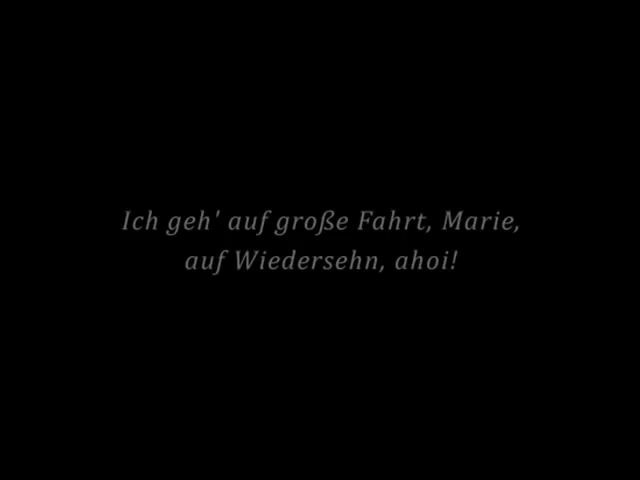 Ich geh' auf große Fahrt, Marie,
auf Wiedersehn, ahoi!